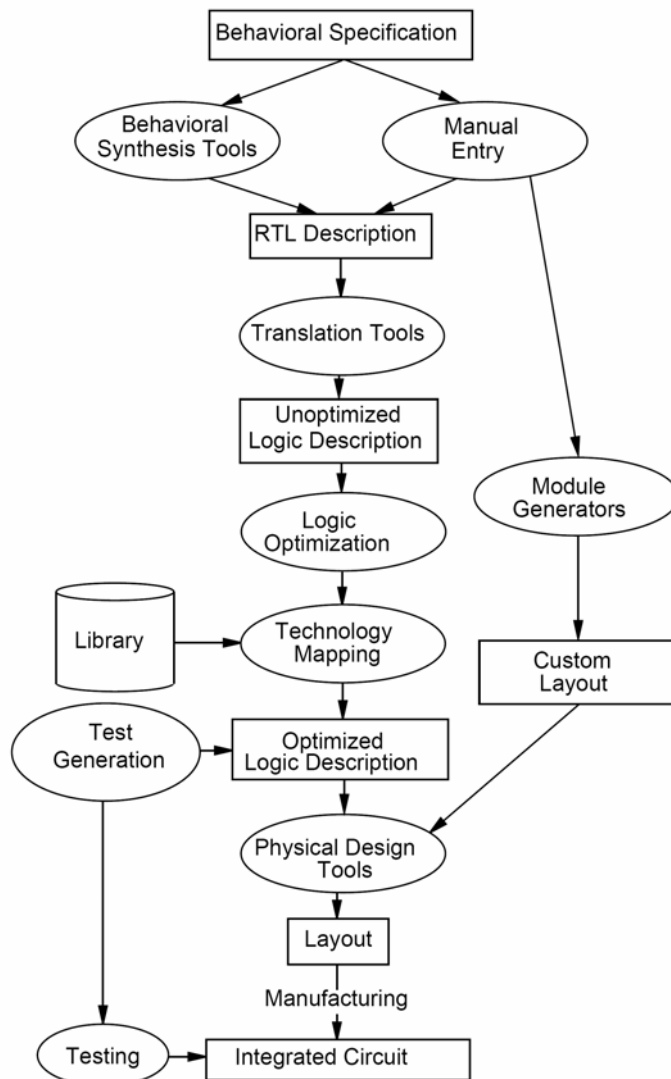 Behavioral Specification
Behavioral
Synthesis Tools
Manual
Entry
RTL Description
Translation Tools
Unoptimized
Logic Description
Module
Generators
Logic
Optimization
Library
Technology
Mapping
Custom
Layout
Test
Generation
Optimized
Logic Description
Physical Design
Tools
Layout
Manufacturing
Testing
Integrated Circuit